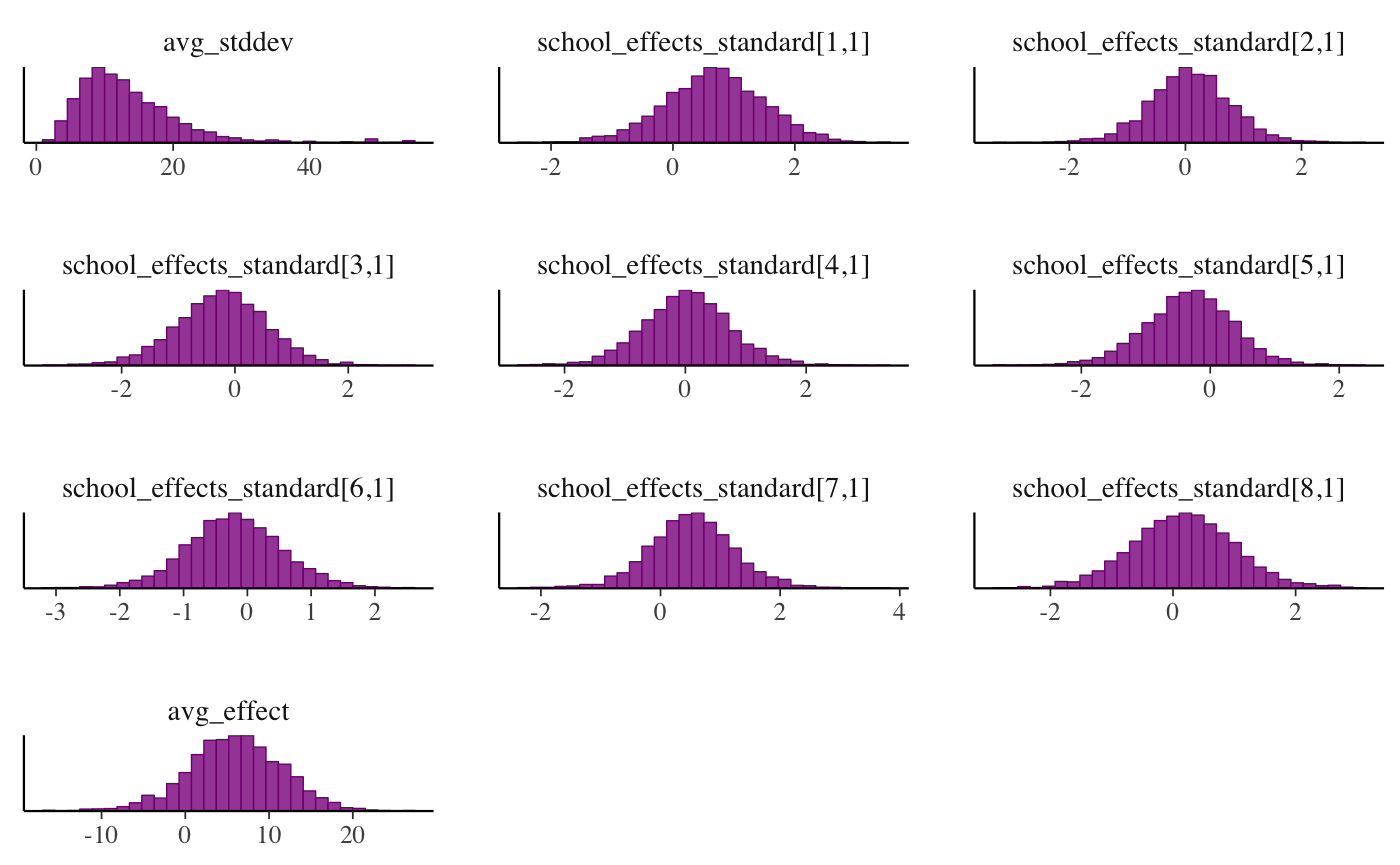 avg_stddev school_effects_standard[1,1] school_effects_standard[2,1]
0 20 40 -2 0 2 -2 0 2
school_effects_standard[3,1] school_effects_standard[4,1] school_effects_standard[5,1]
-2 0 2 -2 0 2 -2 0 2
school_effects_standard[6,1] school_effects_standard[7,1] school_effects_standard[8,1]
-3 -2 -1 0 1 2 -2 0 2 4 -2 0 2
avg_effect
-10 0 10 20